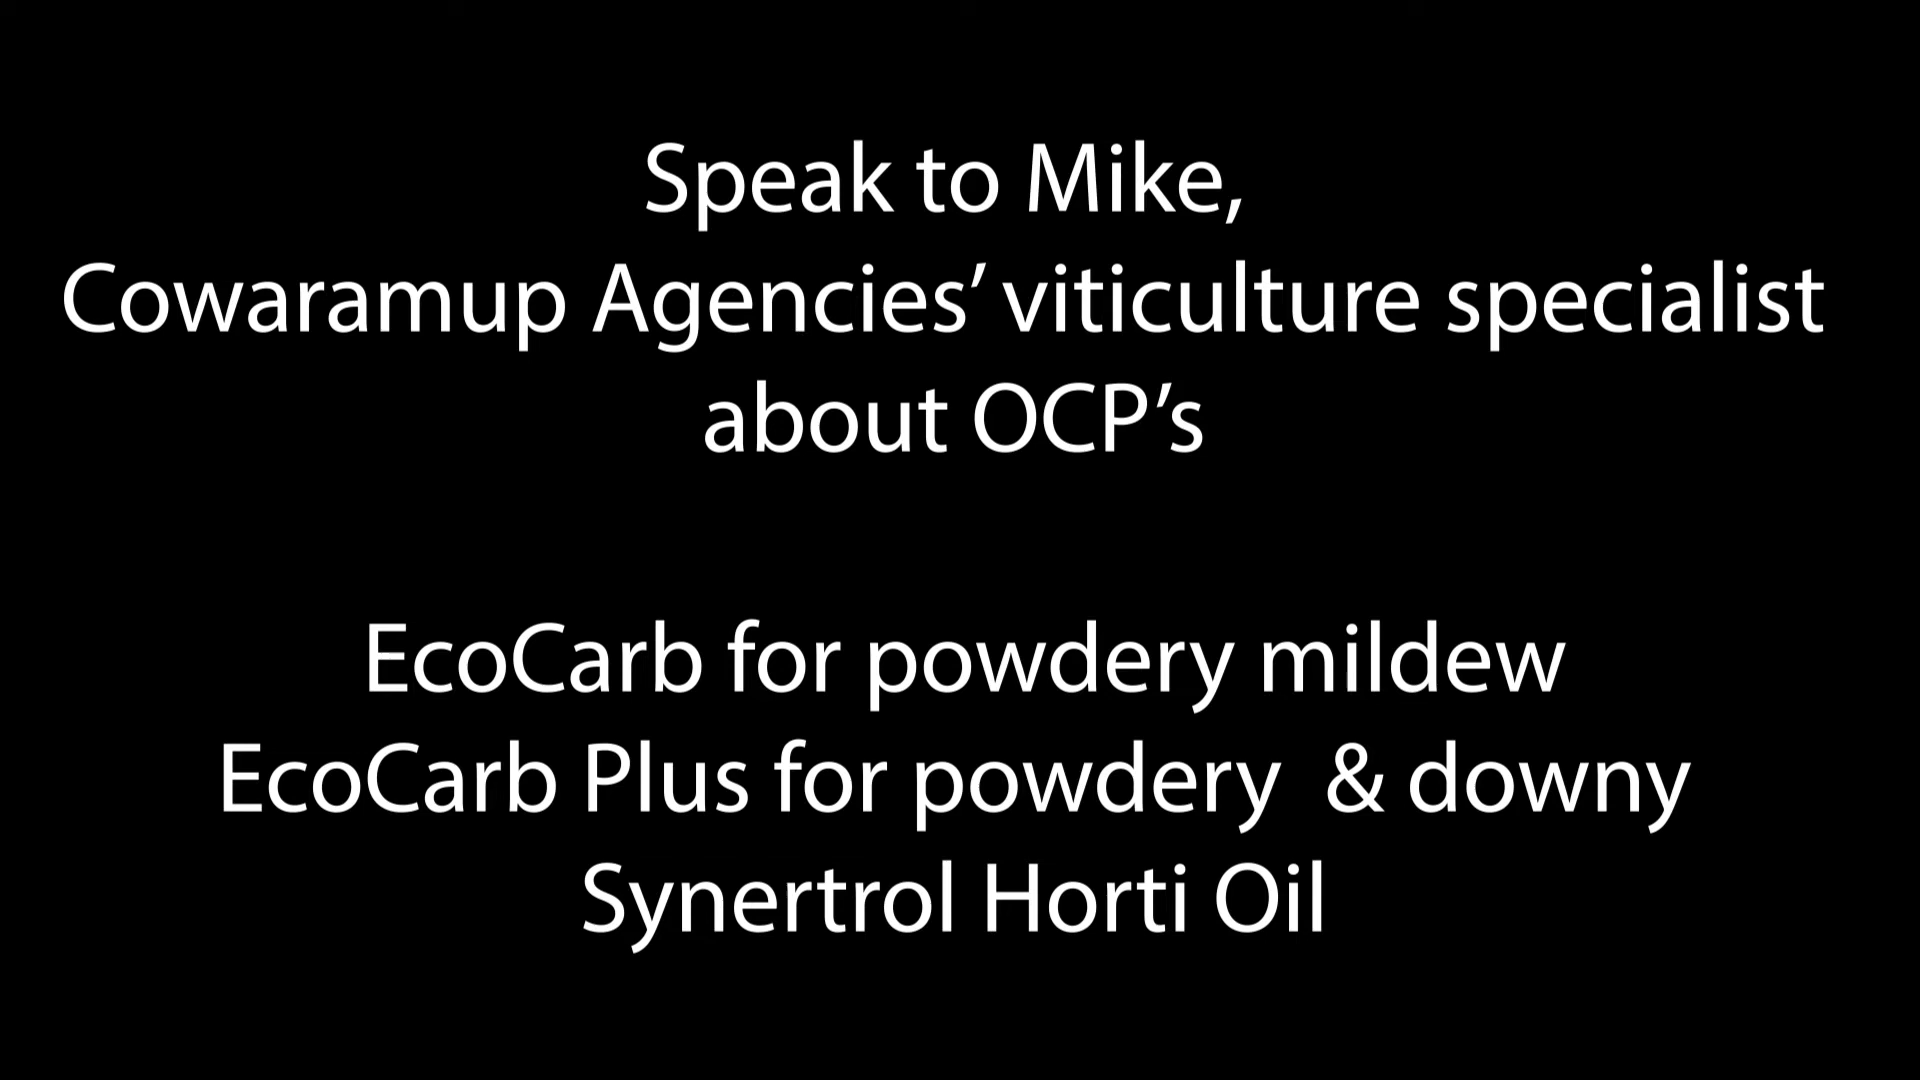 Speak to Mike,
Cowaramup Agencies’ viticulture specialist
about OCP’s
EcoCarb for powdery mildew
EcoCarb Plus for powdery  & downy
Synertrol Horti Oil